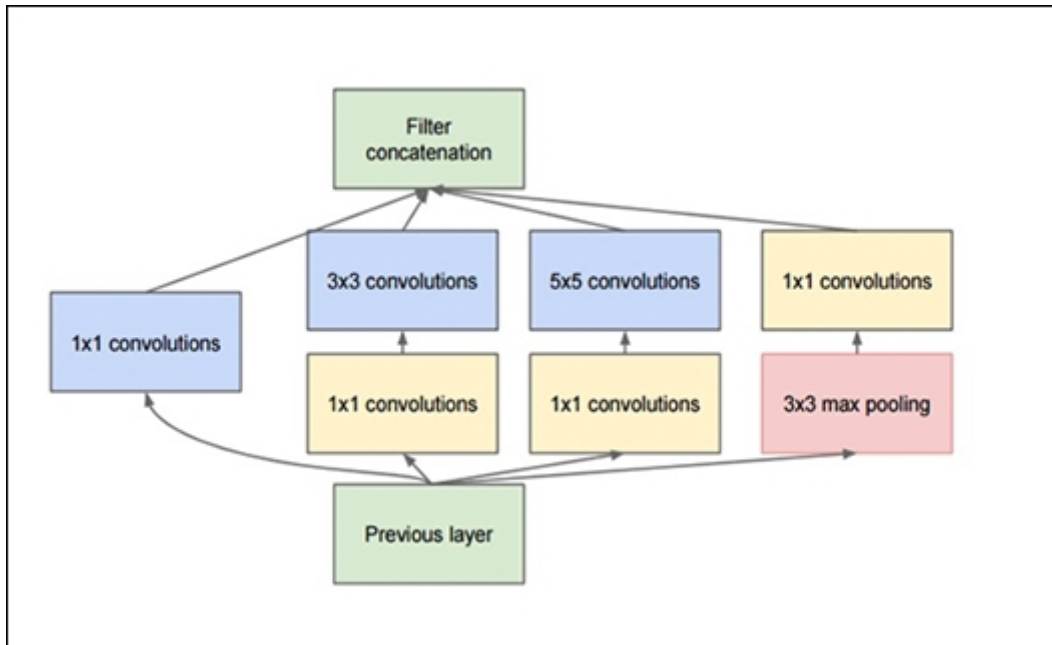 Filter
concatenation
3x3 convolutions
5x5 convolutions
1x1 convolutions
1x1 convolutions
1x1 convolutions
1x1 convolutions
3x3 max pooling
Previous layer